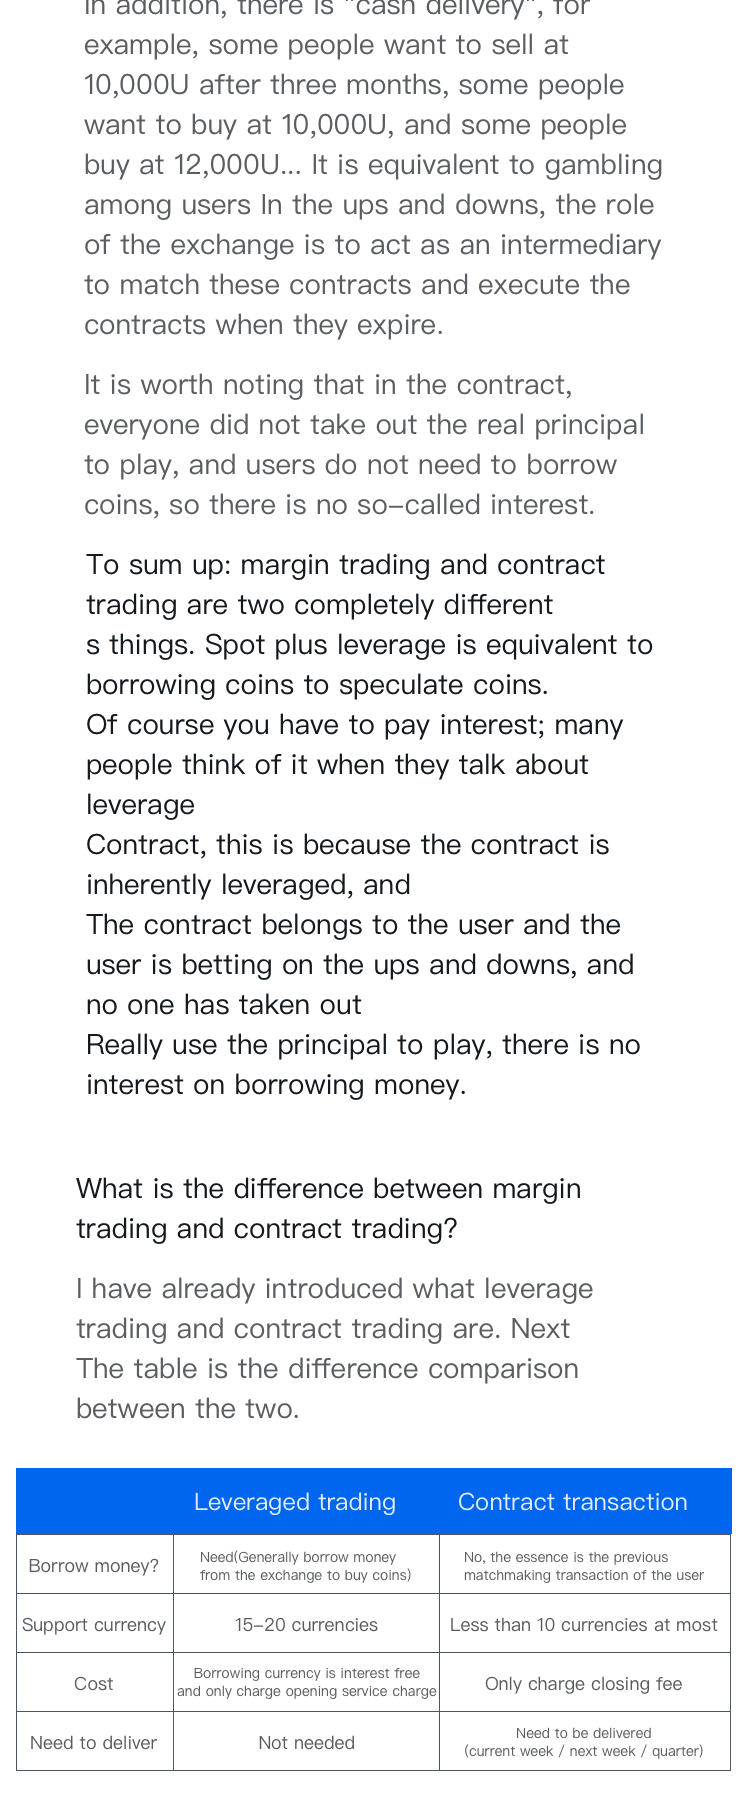 In addition, there is "cash delivery", for
example, some people want to sell at
10,000U after three months, some people
want to buy at 10,000U, and some people
buy at 12,000U... It is equivalent to gambling
among users In the ups and downs, the role
of the exchange is to act as an intermediary
to match these contracts and execute the
contracts when they expire.
It is worth noting that in the contract,
everyone did not take out the real principal
to play, and users do not need to borrow
coins, so there is no so–called interest.
To sum up: margin trading and contract
trading are two completely different
s things. Spot plus leverage is equivalent to
borrowing coins to speculate coins.
Of course you have to pay interest; many
people think of it when they talk about
leverage
Contract, this is because the contract is
inherently leveraged, and
The contract belongs to the user and the
user is betting on the ups and downs, and
no one has taken out
Really use the principal to play, there is no
interest on borrowing money.
What is the difference between margin
trading and contract trading?
I have already introduced what leverage
trading and contract trading are. Next
The table is the difference comparison
between the two.
Leveraged trading Contract transaction
Borrow money?
Need(Generally borrow money
from the exchange to buy coins)
No, the essence is the previous
matchmaking transaction of the user
Support currency 15–20 currencies Less than 10 currencies at most
Cost
Borrowing currency is interest free
and only charge opening service charge
Only charge closing fee
Need to deliver Not needed
Need to be delivered
(current week / next week / quarter)